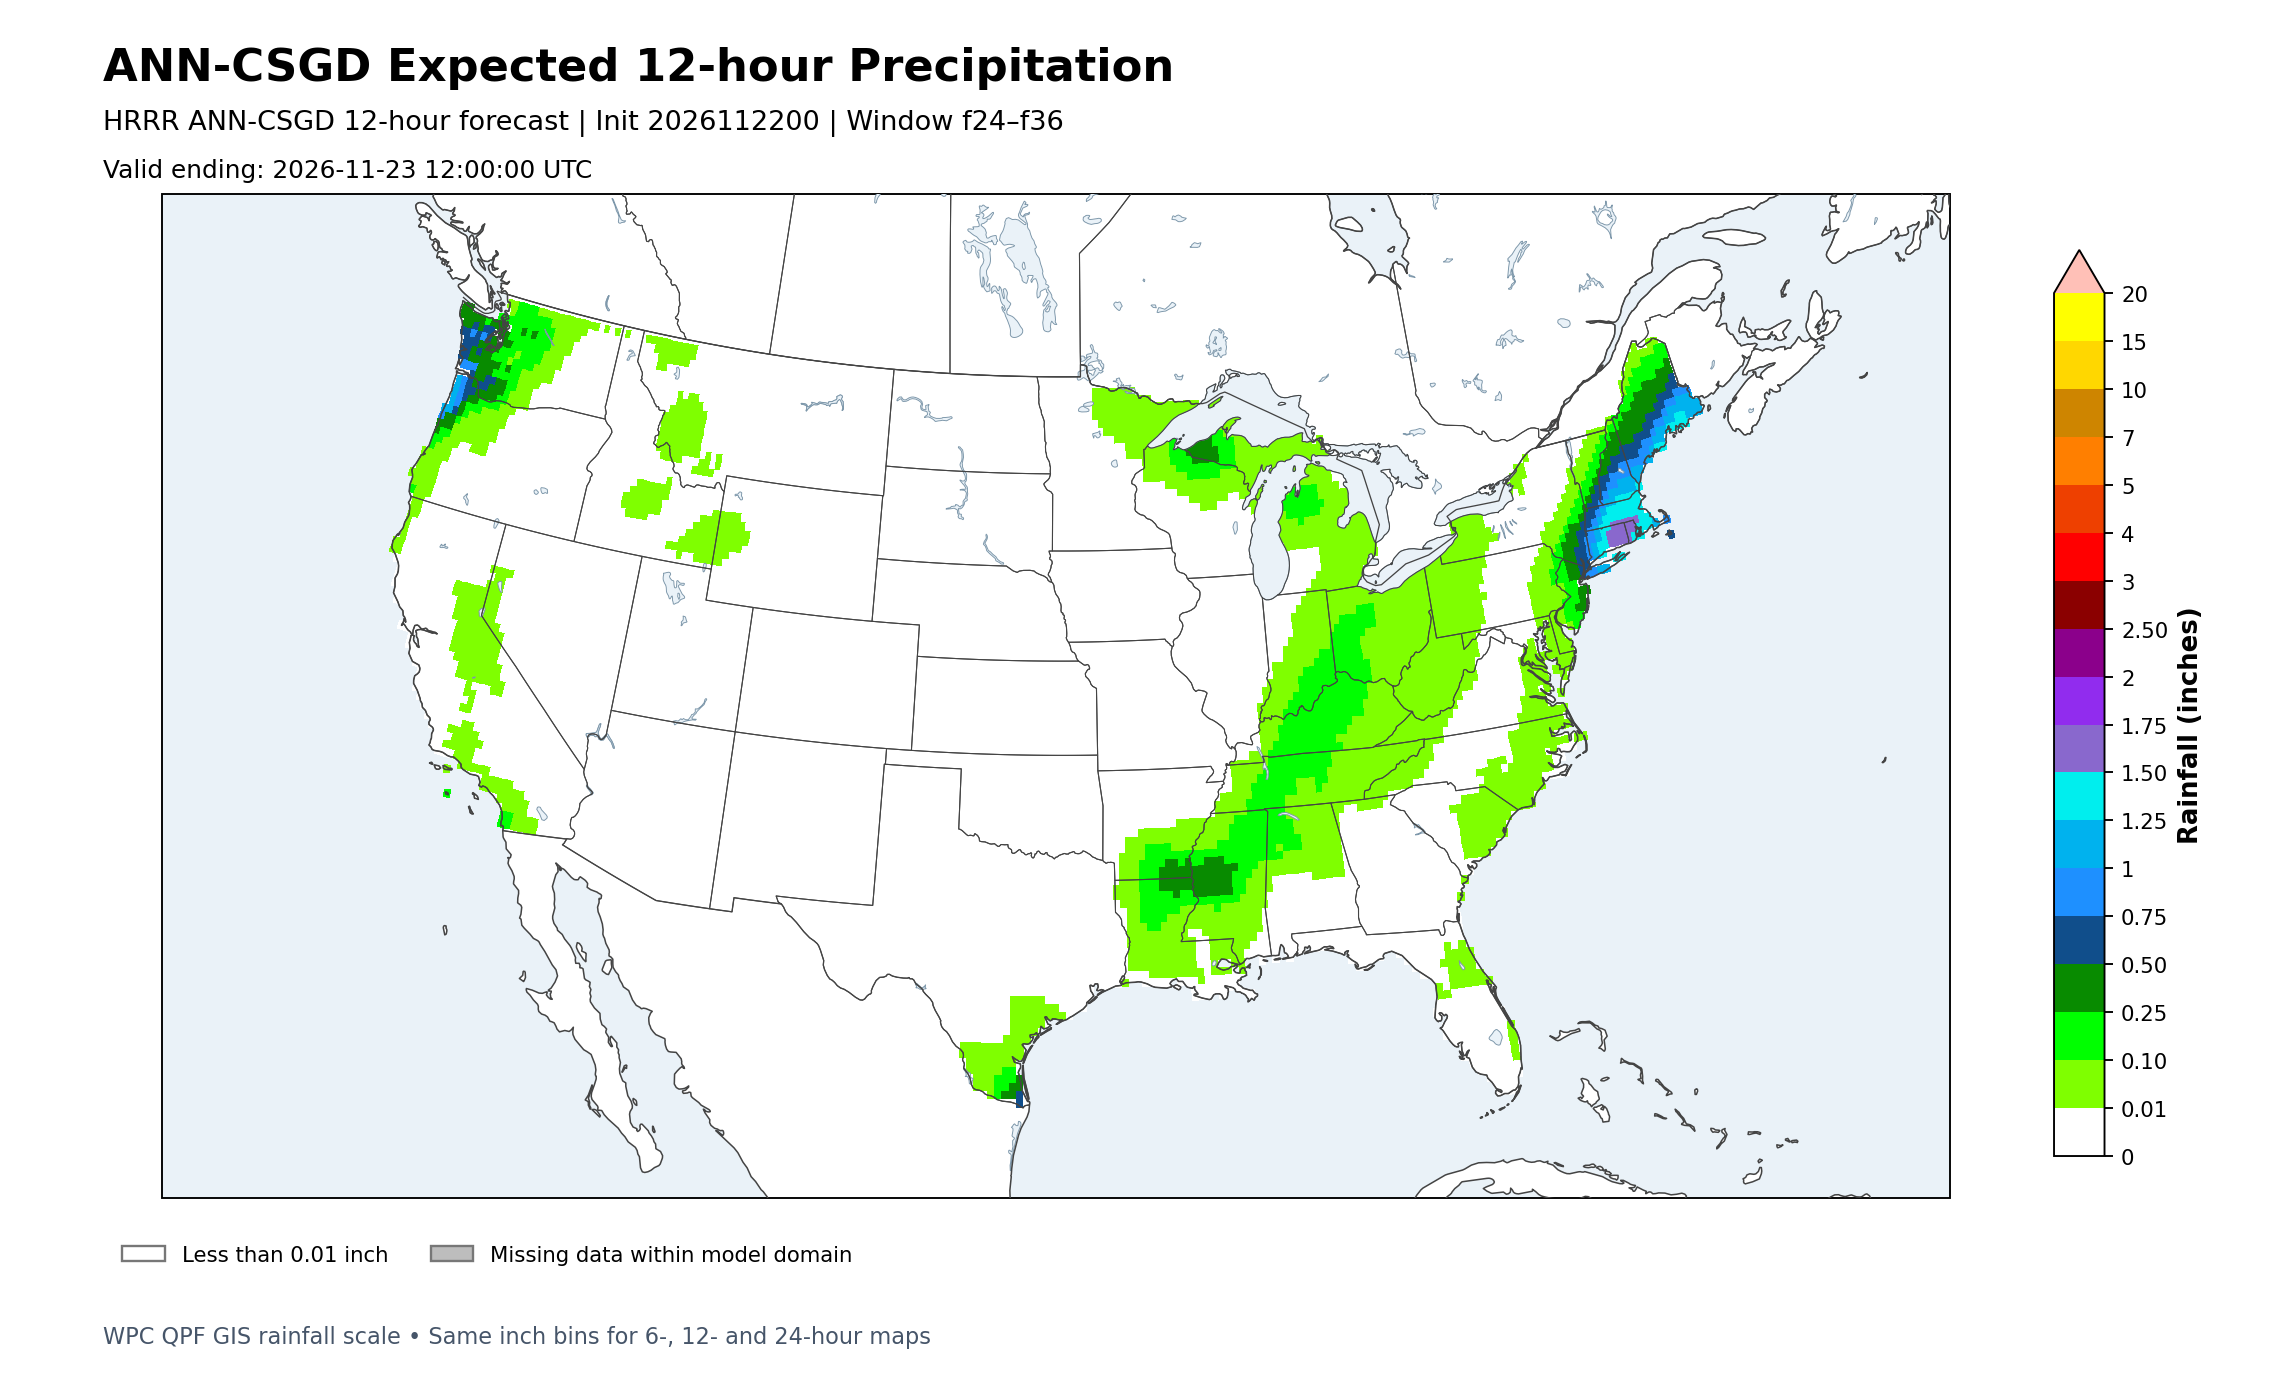 ANN-CSGD Expected 12-hour Precipitation
HRRR ANN-CSGD 12-hour forecast | Init 2026112200 | Window f24–f36
Valid ending: 2026-11-23 12:00:00 UTC
20
15
10
7
5
4
3
2.50
2
1.75
1.50
1.25
1
0.75
0.50
0.25
0.10
0.01
0
Rainfall (inches)
Less than 0.01 inch
Missing data within model domain
WPC QPF GIS rainfall scale • Same inch bins for 6-, 12- and 24-hour maps